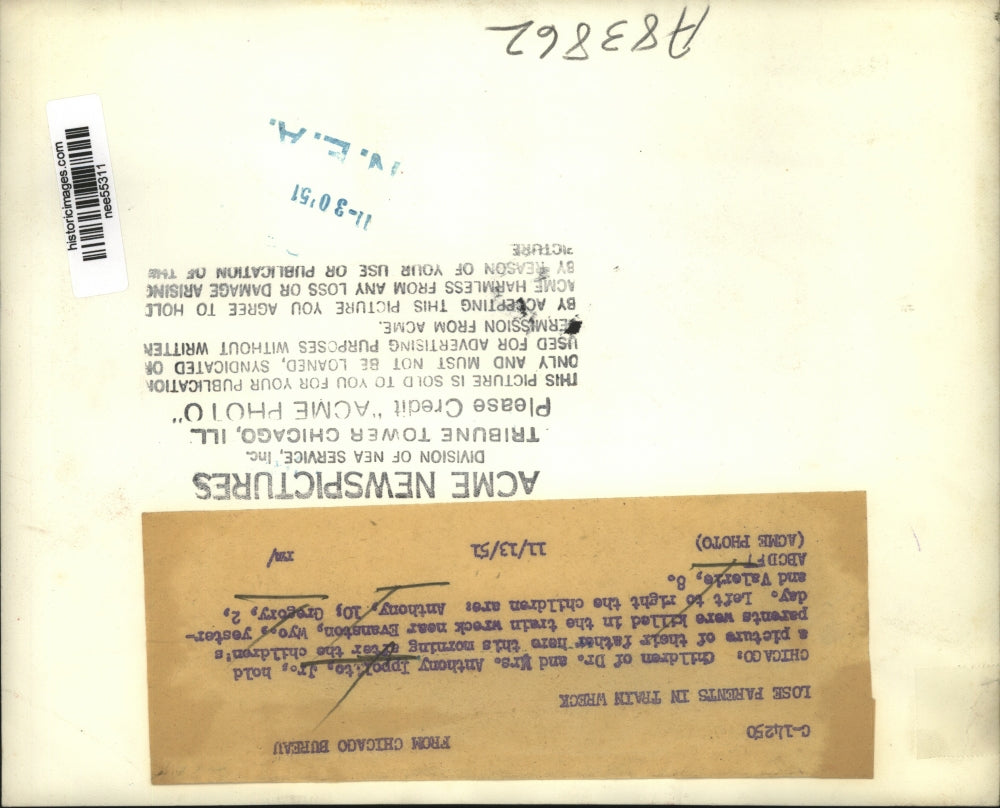 A83862
historicimages.com
nee55311
N.E.A.
11-30'51
ACME NEWSPICTURES
DIVISION OF NEA SERVICE, Inc.
TRIBUNE TOWER CHICAGO, ILL.
Please Credit "ACME PHOTO"
THIS PICTURE IS SOLD TO YOU FOR YOUR PUBLICATION
ONLY AND MUST NOT BE LOANED, SYNDICATED OR
USED FOR ADVERTISING PURPOSES WITHOUT WRITTEN
PERMISSION FROM ACME.
BY ACCEPTING THIS PICTURE YOU AGREE TO HOLD
ACME HARMLESS FROM ANY LOSS OR DAMAGE ARISING
BY REASON OF YOUR USE OR PUBLICATION OF THE
PICTURE
C-14250 FROM CHICAGO BUREAU
LOSE PARENTS IN TRAIN WRECK
CHICAGO: Children of Dr. and Mrs. Anthony Ippolito, Jr., hold
a picture of their father here this morning after the children's
parents were killed in the train wreck near Evanston, Wyo., yester-
day. Left to right the children are: Anthony, 10; Gregory, 2,
and Valerie, 8.
ABCDFI
(ACME PHOTO) 11/13/51 rm/